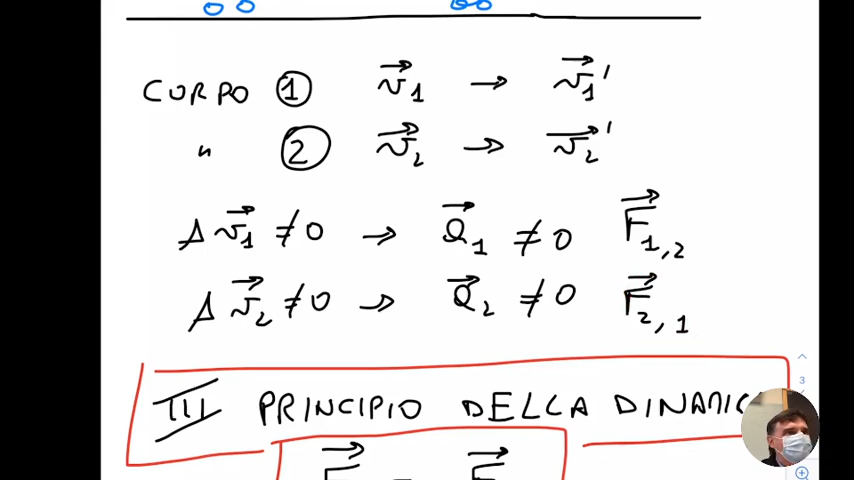 CORPO ① v⃗₁ → v⃗₁'
" ② v⃗₂ → v⃗₂'
Δv⃗₁ ≠ 0 → a⃗₁ ≠ 0 F⃗₁,₂
Δv⃗₂ ≠ 0 → a⃗₂ ≠ 0 F⃗₂,₁
III PRINCIPIO DELLA DINAMIC
3